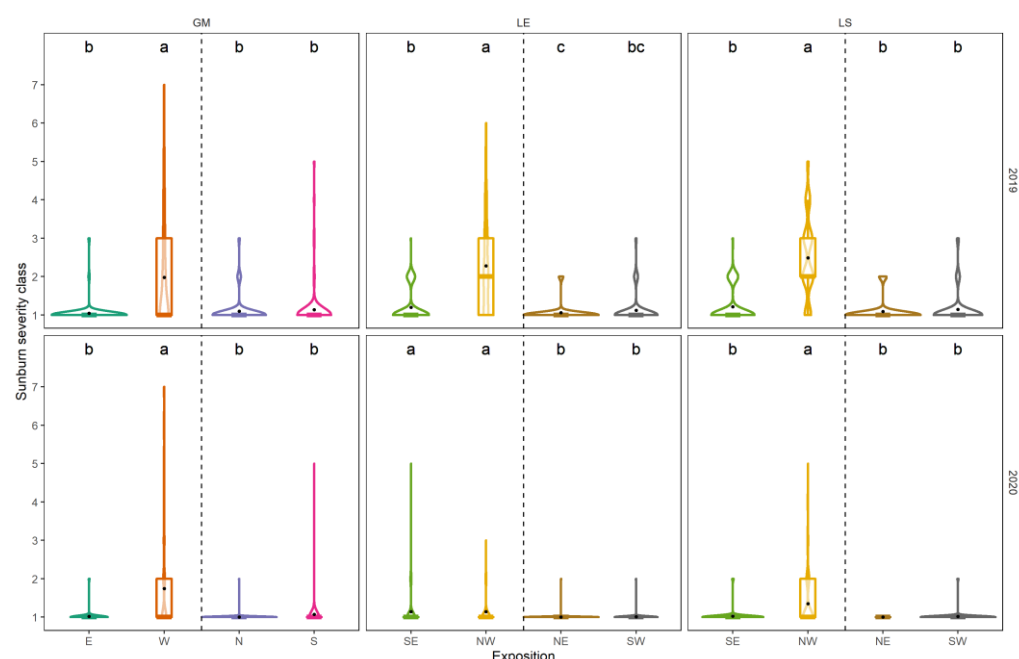 GM LE LS
b a b b b a c bc b a b b
7
6
5
4
3
2
1
2019
Sunburn severity class
b a b b a a b b b a b b
7
6
5
4
3
2
1
2020
E W N S SE NW NE SW SE NW NE SW
Exposition